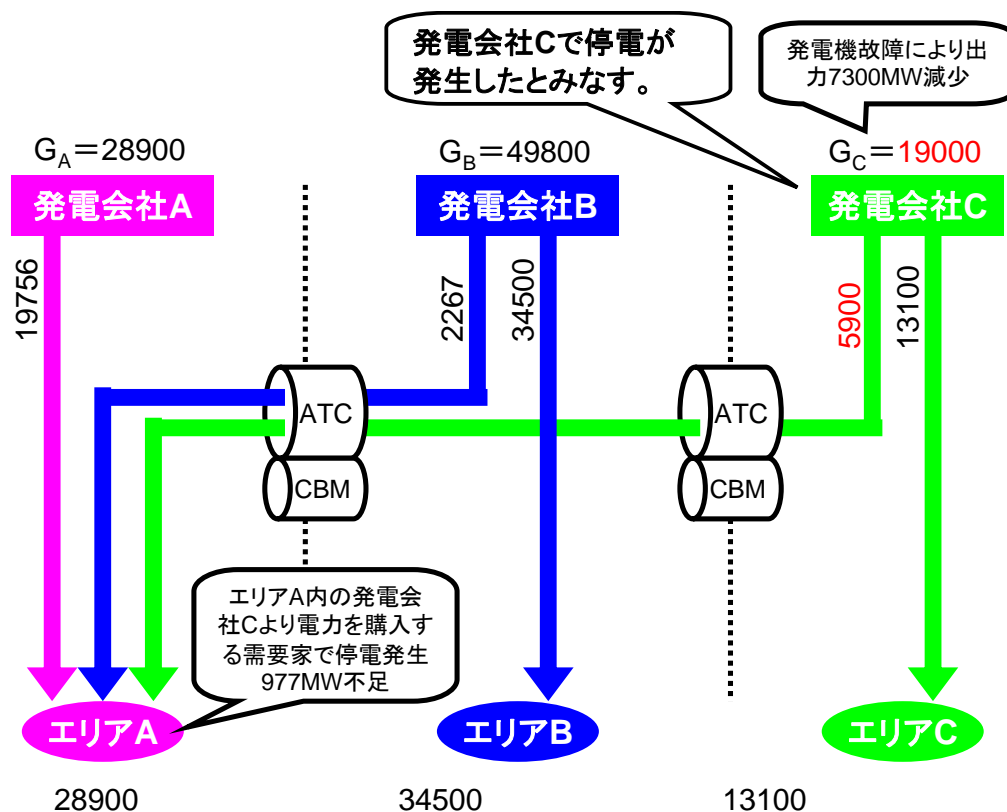 発電会社Cで停電が
発生したとみなす。
発電機故障により出
力7300MW減少
GA＝28900
GB＝49800
GC＝19000
発電会社A
発電会社B
発電会社C
19756
2267
34500
5900
13100
ATC
ATC
CBM
CBM
エリアA内の発電会
社Cより電力を購入す
る需要家で停電発生
977MW不足
エリアA
エリアB
エリアC
28900
34500
13100